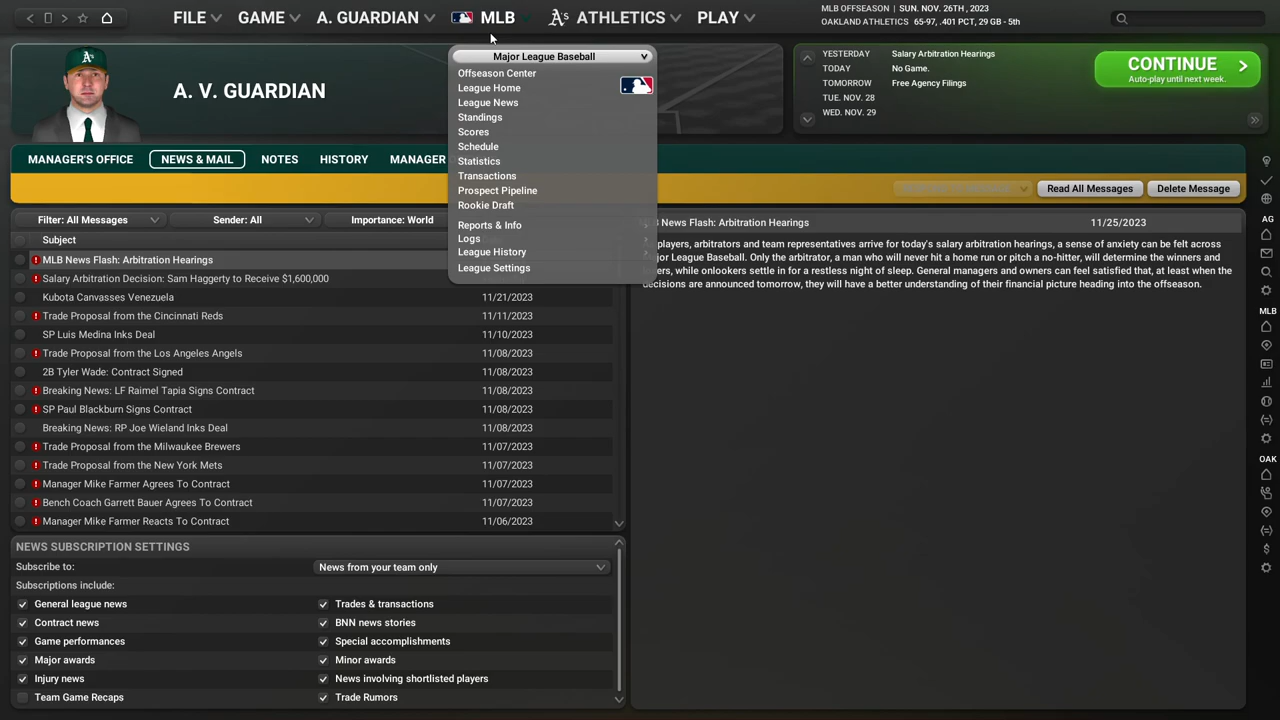 FILE GAME A. GUARDIAN MLB A's ATHLETICS PLAY
MLB OFFSEASON | SUN. NOV. 26TH , 2023
OAKLAND ATHLETICS 65-97, .401 PCT, 29 GB - 5th
A. V. GUARDIAN
Major League Baseball
Offseason Center
League Home
League News
Standings
Scores
Schedule
Statistics
Transactions
Prospect Pipeline
Rookie Draft
Reports & Info
Logs
League History
League Settings
YESTERDAY Salary Arbitration Hearings
TODAY No Game.
TOMORROW Free Agency Filings
TUE. NOV. 28
WED. NOV. 29
CONTINUE
Auto-play until next week.
MANAGER'S OFFICE NEWS & MAIL NOTES HISTORY MANAGER
Read All Messages Delete Message
Filter: All Messages Sender: All Importance: World
Subject
MLB News Flash: Arbitration Hearings
Salary Arbitration Decision: Sam Haggerty to Receive $1,600,000
Kubota Canvasses Venezuela 11/21/2023
Trade Proposal from the Cincinnati Reds 11/11/2023
SP Luis Medina Inks Deal 11/10/2023
Trade Proposal from the Los Angeles Angels 11/08/2023
2B Tyler Wade: Contract Signed 11/08/2023
Breaking News: LF Raimel Tapia Signs Contract 11/08/2023
SP Paul Blackburn Signs Contract 11/08/2023
Breaking News: RP Joe Wieland Inks Deal 11/08/2023
Trade Proposal from the Milwaukee Brewers 11/07/2023
Trade Proposal from the New York Mets 11/07/2023
Manager Mike Farmer Agrees To Contract 11/07/2023
Bench Coach Garrett Bauer Agrees To Contract 11/07/2023
Manager Mike Farmer Reacts To Contract 11/06/2023
News Flash: Arbitration Hearings 11/25/2023
players, arbitrators and team representatives arrive for today's salary arbitration hearings, a sense of anxiety can be felt across
ajor League Baseball. Only the arbitrator, a man who will never hit a home run or pitch a no-hitter, will determine the winners and
ers, while onlookers settle in for a restless night of sleep. General managers and owners can feel satisfied that, at least when the
decisions are announced tomorrow, they will have a better understanding of their financial picture heading into the offseason.
NEWS SUBSCRIPTION SETTINGS
Subscribe to: News from your team only
Subscriptions include:
General league news Trades & transactions
Contract news BNN news stories
Game performances Special accomplishments
Major awards Minor awards
Injury news News involving shortlisted players
Team Game Recaps Trade Rumors
AG
MLB
OAK